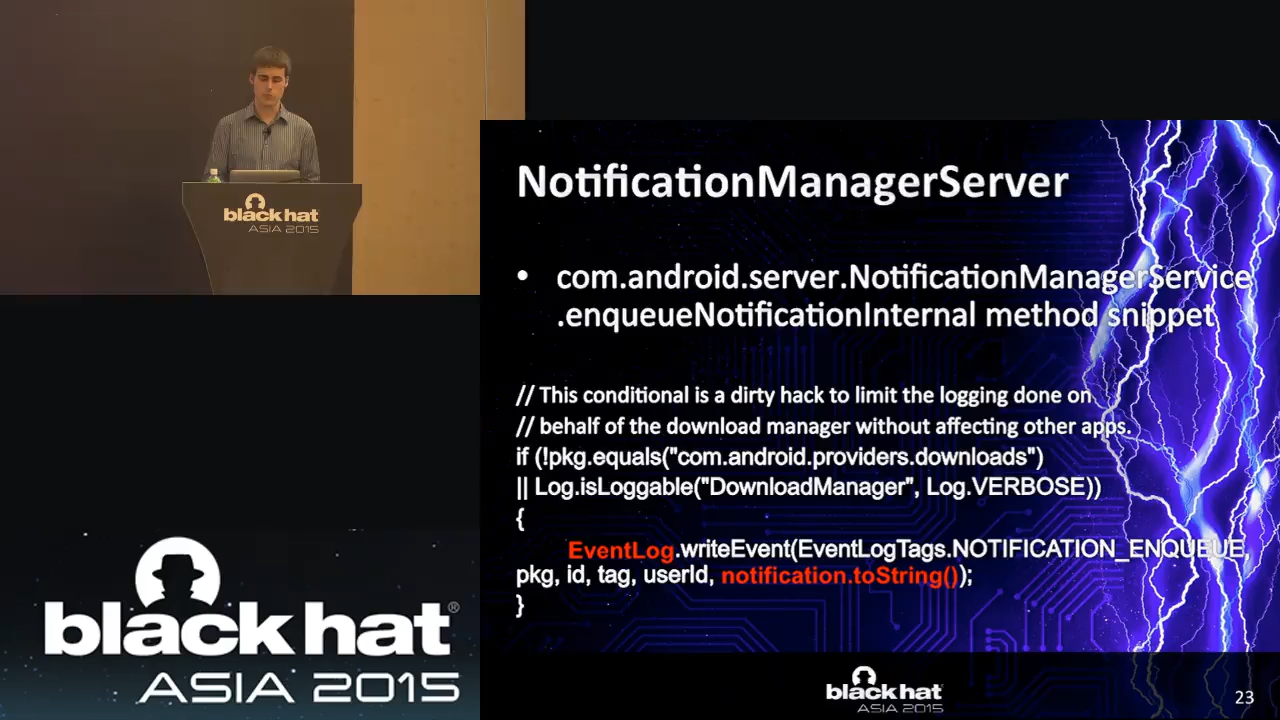 black hat
ASIA 2015
NotificationManagerServer
• com.android.server.NotificationManagerService
.enqueueNotificationInternal method snippet
// This conditional is a dirty hack to limit the logging done on
// behalf of the download manager without affecting other apps.
if (!pkg.equals("com.android.providers.downloads")
|| Log.isLoggable("DownloadManager", Log.VERBOSE))
{
EventLog.writeEvent(EventLogTags.NOTIFICATION_ENQUEUE,
pkg, id, tag, userId, notification.toString());
}
black hat®
ASIA 2015
black hat
ASIA 2015
23